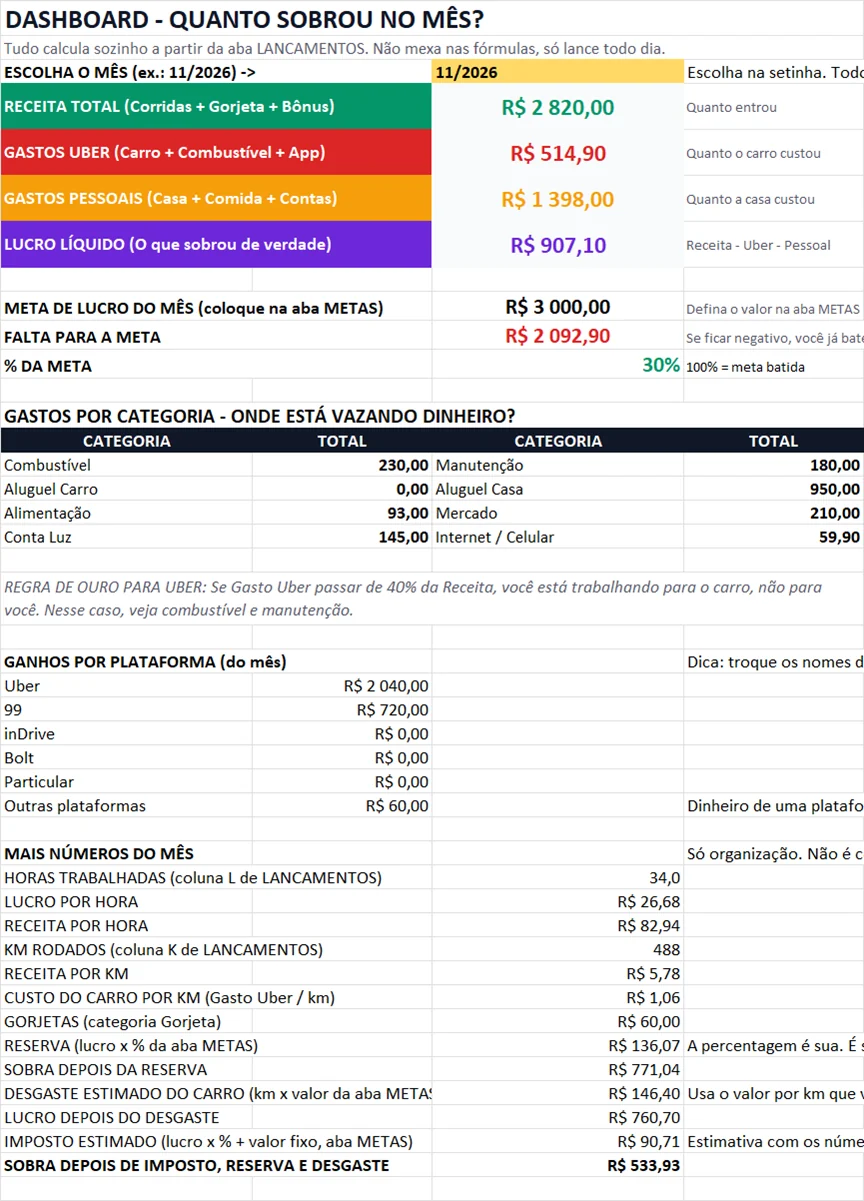 DASHBOARD - QUANTO SOBROU NO MÊS?
Tudo calcula sozinho a partir da aba LANCAMENTOS. Não mexa nas fórmulas, só lance todo dia.
ESCOLHA O MÊS (ex.: 11/2026) -> 11/2026 Escolha na setinha. Todo
RECEITA TOTAL (Corridas + Gorjeta + Bônus) R$ 2 820,00 Quanto entrou
GASTOS UBER (Carro + Combustível + App) R$ 514,90 Quanto o carro custou
GASTOS PESSOAIS (Casa + Comida + Contas) R$ 1 398,00 Quanto a casa custou
LUCRO LÍQUIDO (O que sobrou de verdade) R$ 907,10 Receita - Uber - Pessoal
META DE LUCRO DO MÊS (coloque na aba METAS) R$ 3 000,00 Defina o valor na aba METAS
FALTA PARA A META R$ 2 092,90 Se ficar negativo, você já bate
% DA META 30% 100% = meta batida
GASTOS POR CATEGORIA - ONDE ESTÁ VAZANDO DINHEIRO?
CATEGORIA TOTAL CATEGORIA TOTAL
Combustível 230,00 Manutenção 180,00
Aluguel Carro 0,00 Aluguel Casa 950,00
Alimentação 93,00 Mercado 210,00
Conta Luz 145,00 Internet / Celular 59,90
REGRA DE OURO PARA UBER: Se Gasto Uber passar de 40% da Receita, você está trabalhando para o carro, não para
você. Nesse caso, veja combustível e manutenção.
GANHOS POR PLATAFORMA (do mês) Dica: troque os nomes d
Uber R$ 2 040,00
99 R$ 720,00
inDrive R$ 0,00
Bolt R$ 0,00
Particular R$ 0,00
Outras plataformas R$ 60,00 Dinheiro de uma platafo
MAIS NÚMEROS DO MÊS Só organização. Não é c
HORAS TRABALHADAS (coluna L de LANCAMENTOS) 34,0
LUCRO POR HORA R$ 26,68
RECEITA POR HORA R$ 82,94
KM RODADOS (coluna K de LANCAMENTOS) 488
RECEITA POR KM R$ 5,78
CUSTO DO CARRO POR KM (Gasto Uber / km) R$ 1,06
GORJETAS (categoria Gorjeta) R$ 60,00
RESERVA (lucro x % da aba METAS) R$ 136,07 A percentagem é sua. É s
SOBRA DEPOIS DA RESERVA R$ 771,04
DESGASTE ESTIMADO DO CARRO (km x valor da aba METAS R$ 146,40 Usa o valor por km que v
LUCRO DEPOIS DO DESGASTE R$ 760,70
IMPOSTO ESTIMADO (lucro x % + valor fixo, aba METAS) R$ 90,71 Estimativa com os núme
SOBRA DEPOIS DE IMPOSTO, RESERVA E DESGASTE R$ 533,93